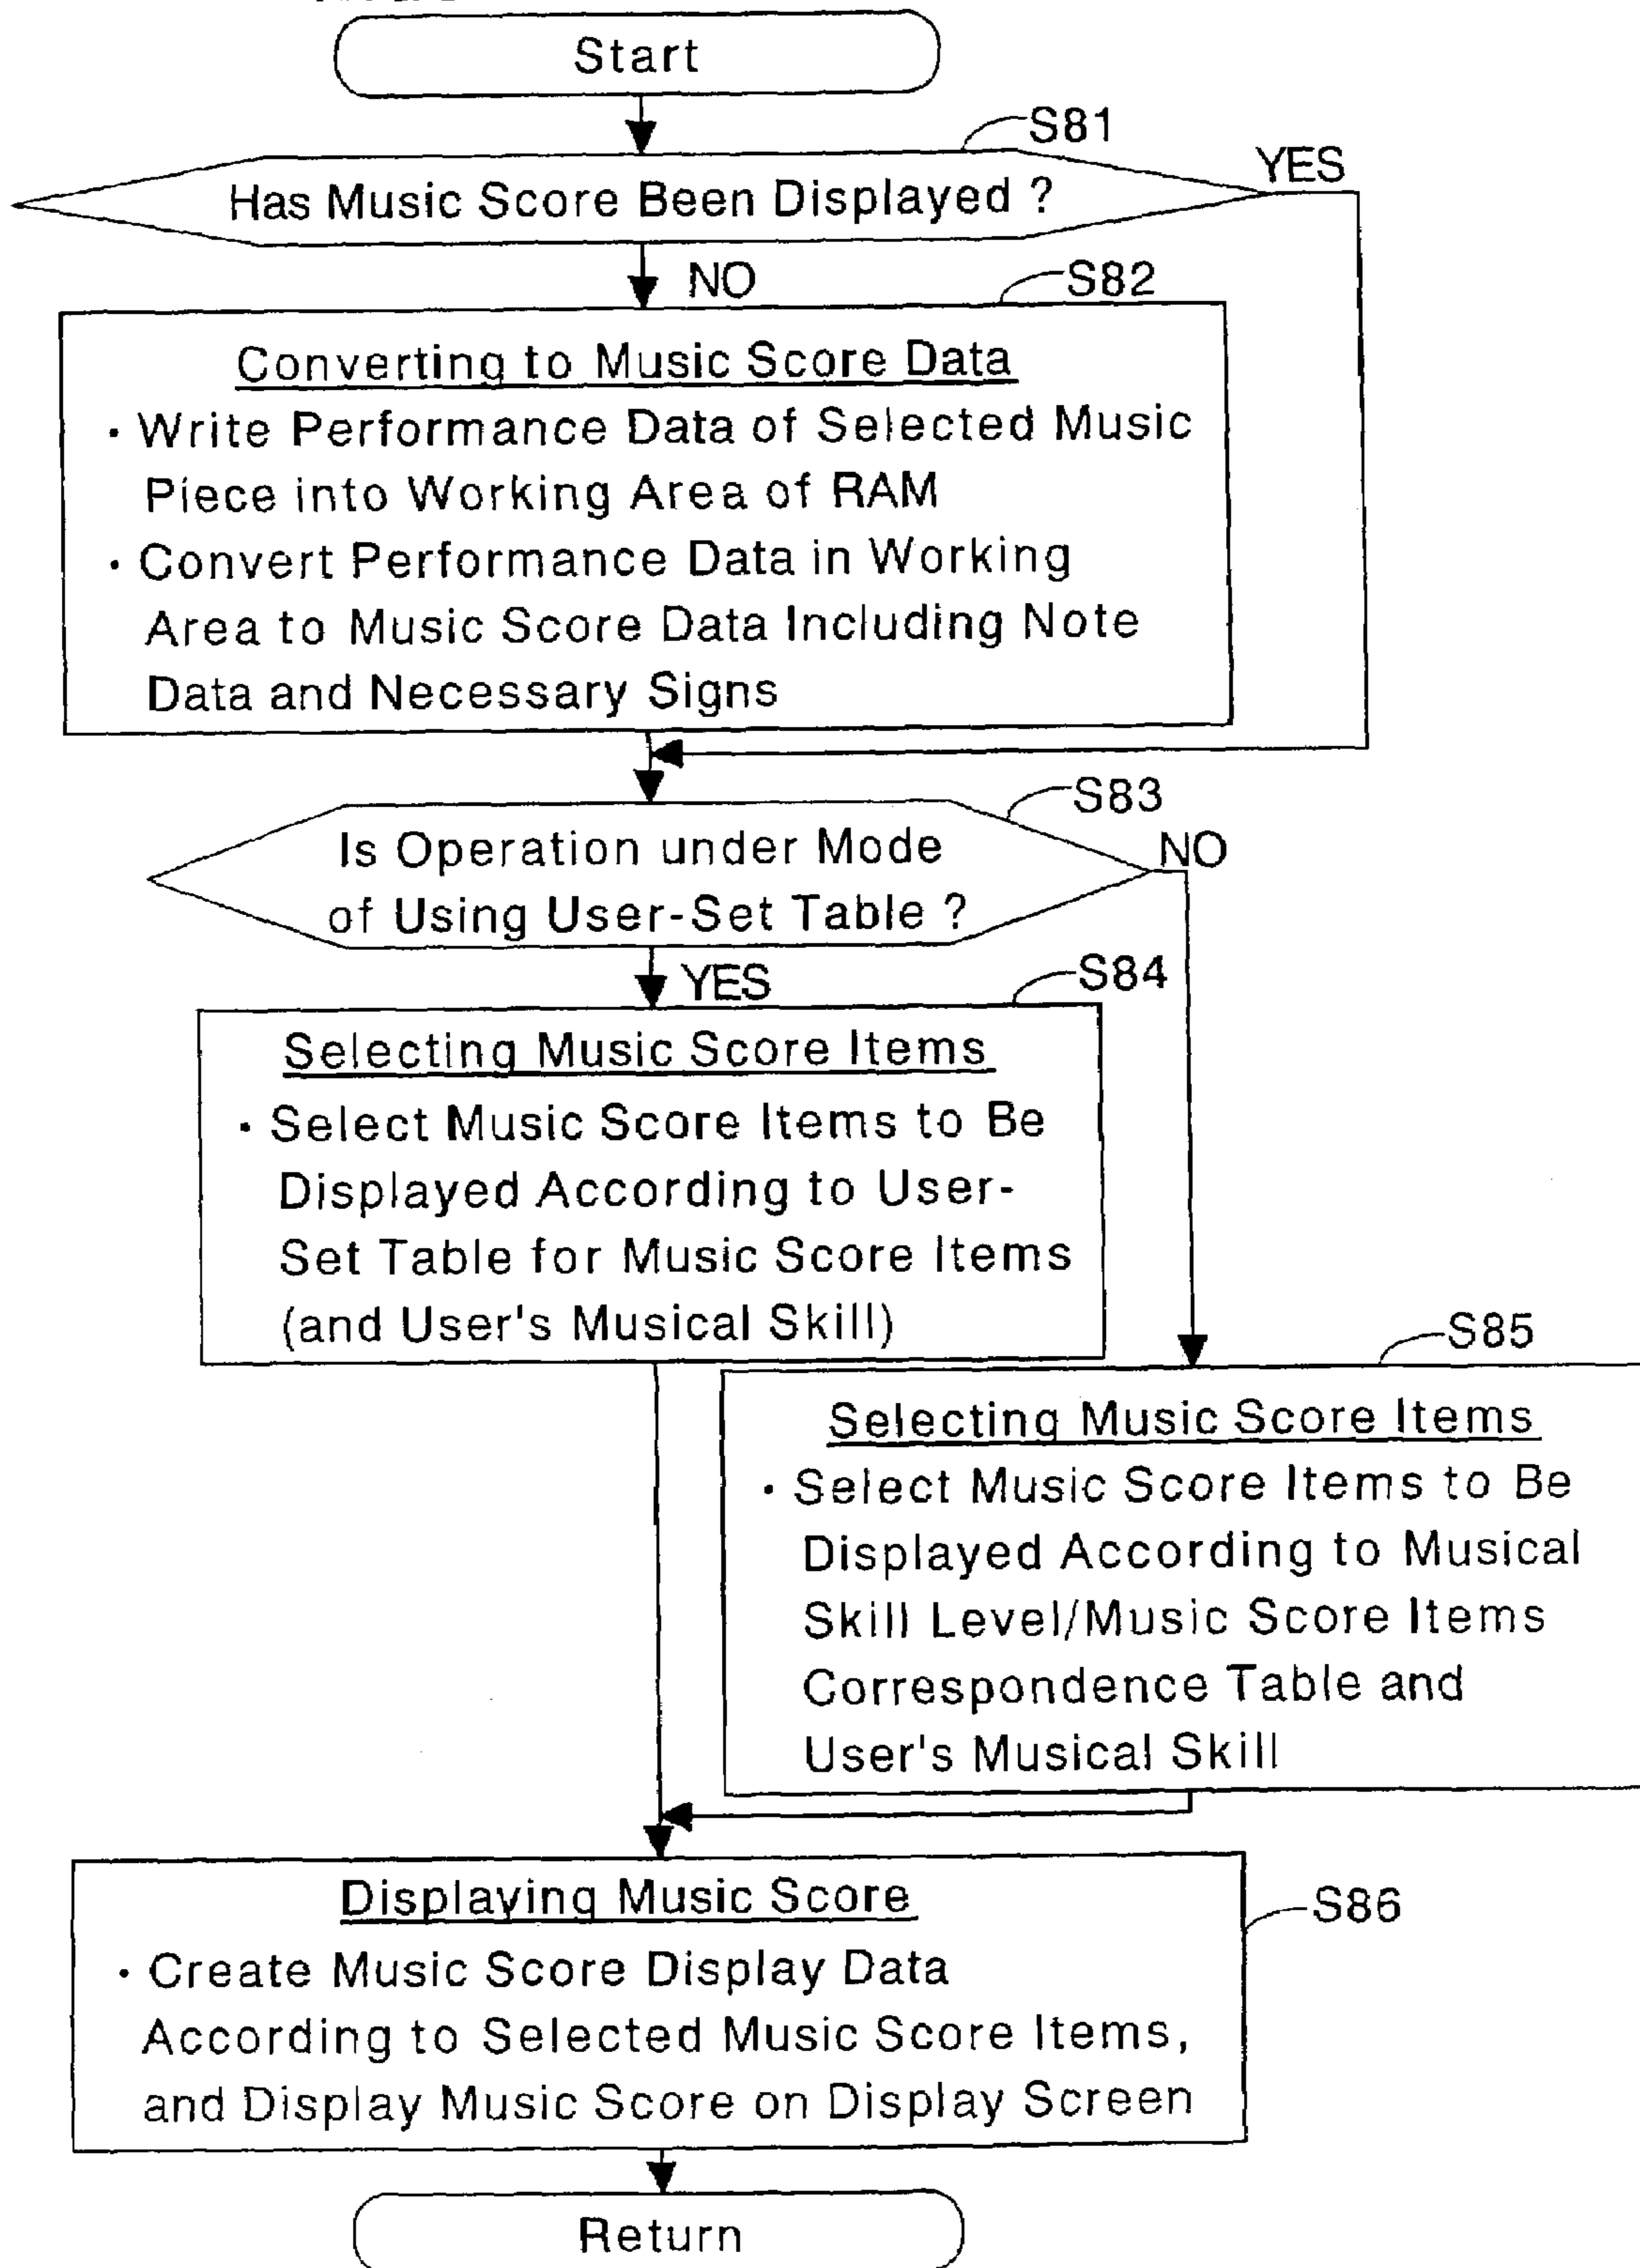 Start
S81
Has Music Score Been Displayed ?
YES
NO
S82
Converting to Music Score Data
· Write Performance Data of Selected Music
Piece into Working Area of RAM
· Convert Performance Data in Working
Area to Music Score Data Including Note
Data and Necessary Signs
S83
Is Operation under Mode
of Using User-Set Table ?
NO
YES
S84
Selecting Music Score Items
· Select Music Score Items to Be
Displayed According to User-
Set Table for Music Score Items
(and User's Musical Skill)
S85
Selecting Music Score Items
· Select Music Score Items to Be
Displayed According to Musical
Skill Level/Music Score Items
Correspondence Table and
User's Musical Skill
Displaying Music Score
S86
· Create Music Score Display Data
According to Selected Music Score Items,
and Display Music Score on Display Screen
Return